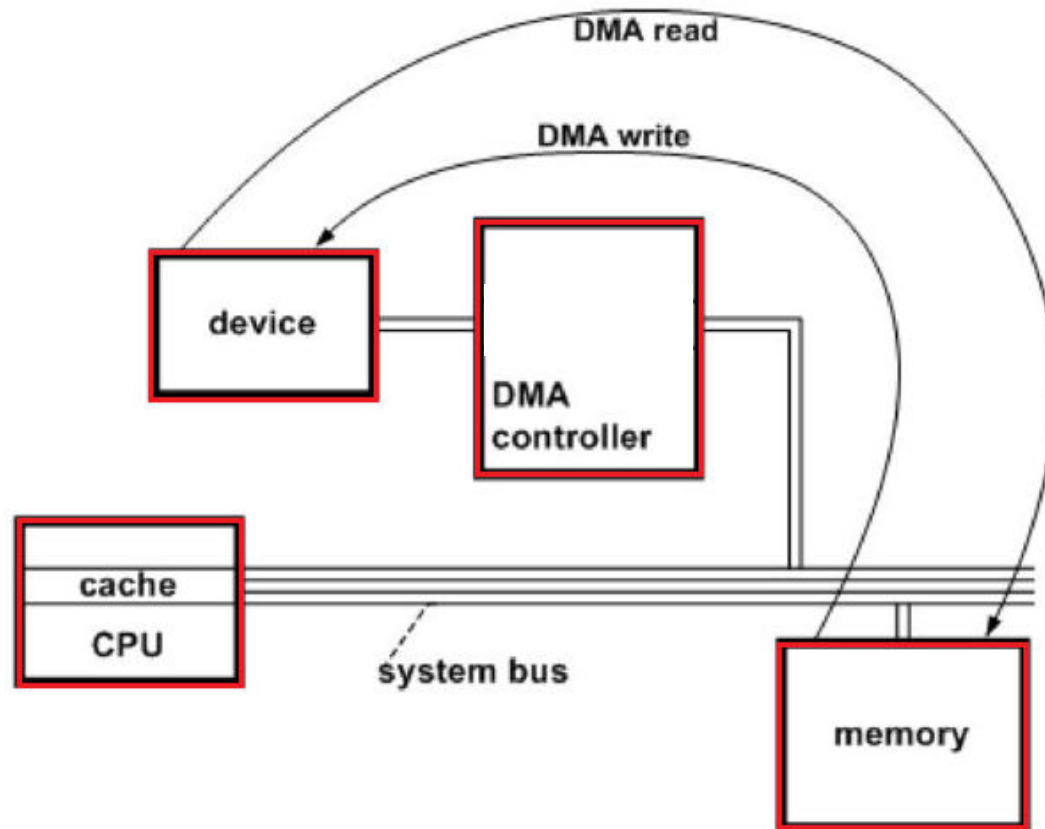 DMA read
DMA write
device
DMA
controller
cache
CPU
system bus
memory